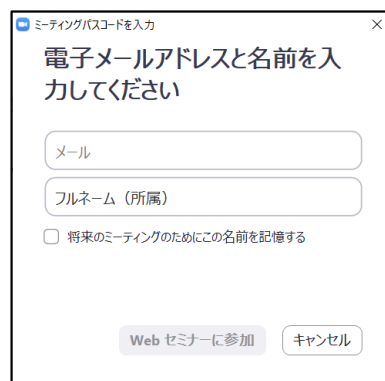 ミーティングパスコードを入力
電子メールアドレスと名前を入
力してください
メール
フルネーム（所属）
将来のミーティングのためにこの名前を記憶する
Web セミナーに参加 キャンセル